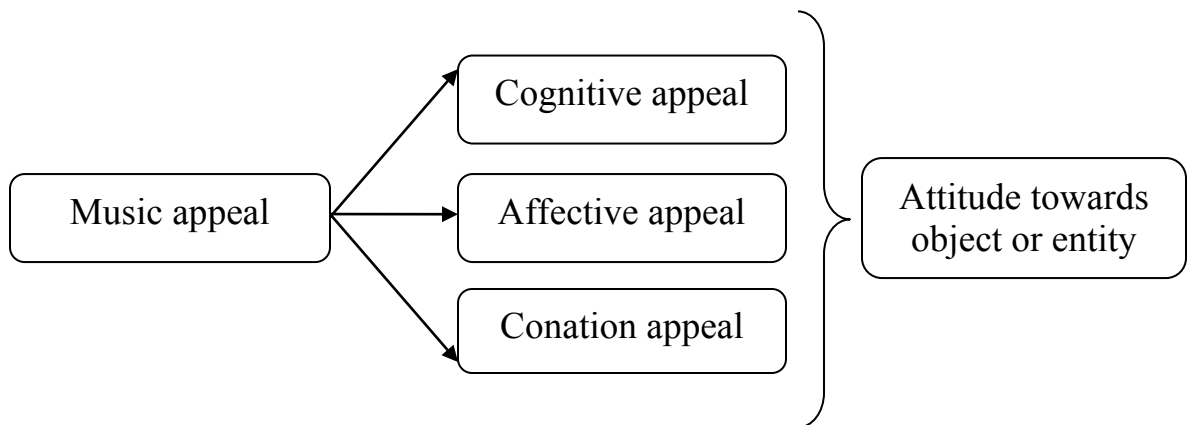 Music appeal
Cognitive appeal
Affective appeal
Conation appeal
Attitude towards
object or entity